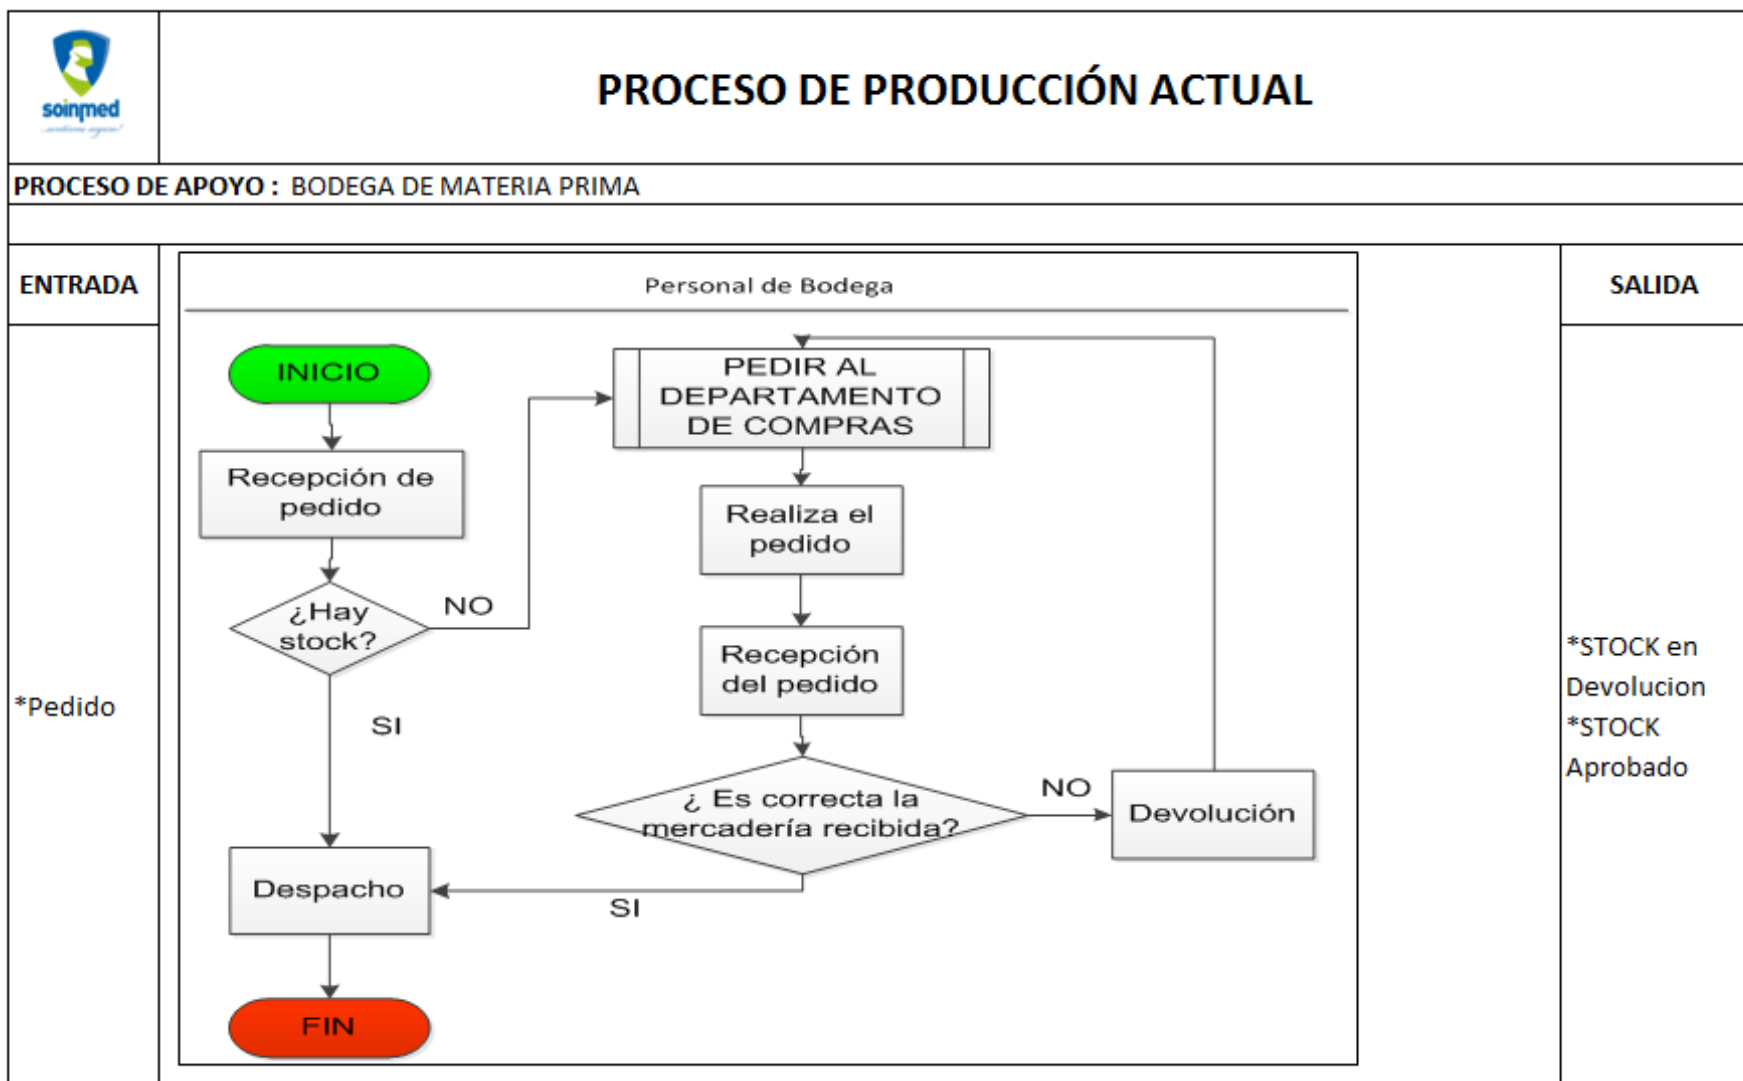 soinmed
PROCESO DE PRODUCCIÓN ACTUAL
PROCESO DE APOYO : BODEGA DE MATERIA PRIMA
ENTRADA
Personal de Bodega
SALIDA
INICIO
PEDIR AL
DEPARTAMENTO
DE COMPRAS
Recepción de
pedido
Realiza el
pedido
¿Hay
stock?
NO
Recepción
del pedido
*Pedido
SI
*STOCK en
Devolucion
*STOCK
Aprobado
¿ Es correcta la
mercadería recibida?
NO
Devolución
Despacho
SI
FIN